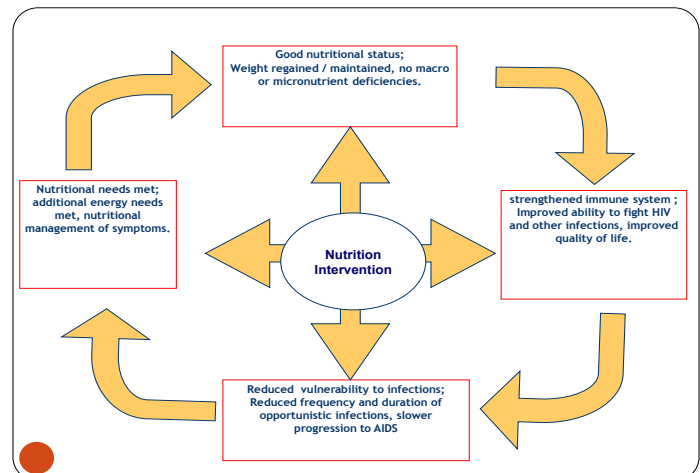 Good nutritional status;
Weight regained / maintained, no macro
or micronutrient deficiencies.
Nutritional needs met;
additional energy needs
met, nutritional
management of symptoms.
Nutrition
Intervention
strengthened immune system ;
Improved ability to fight HIV
and other infections, improved
quality of life.
Reduced vulnerability to infections;
Reduced frequency and duration of
opportunistic infections, slower
progression to AIDS